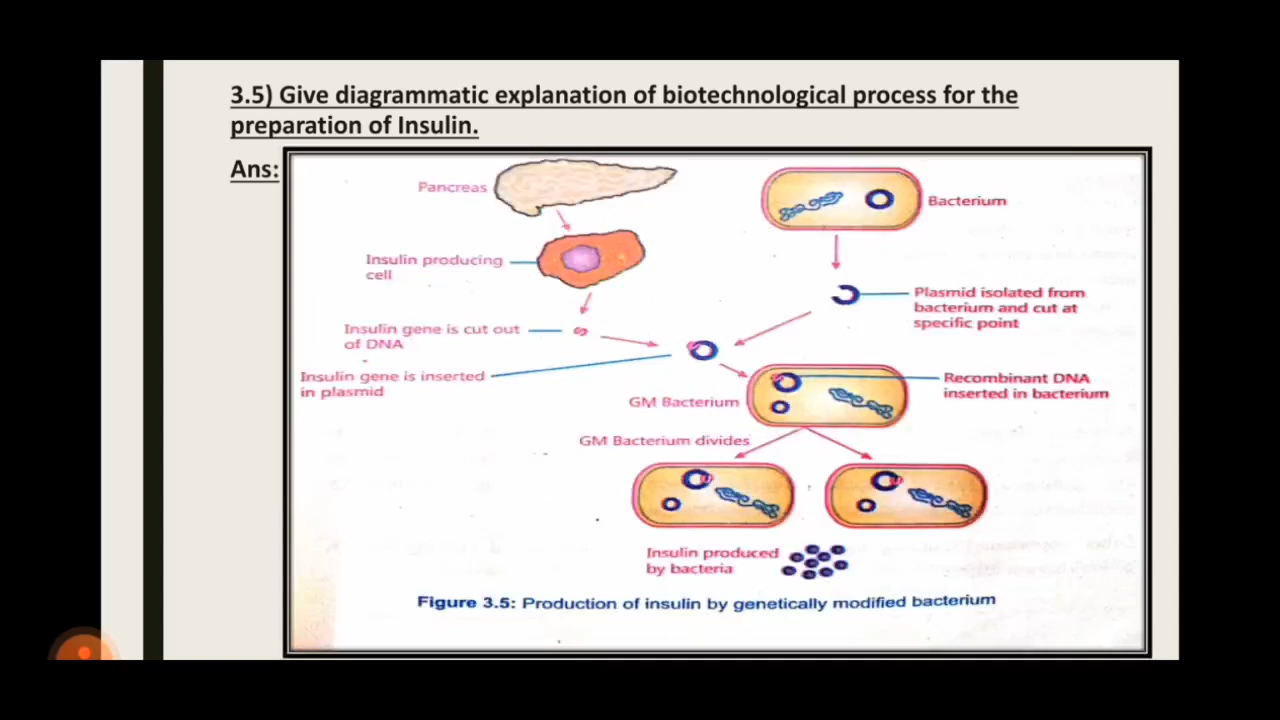 3.5) Give diagrammatic explanation of biotechnological process for the
preparation of Insulin.
Ans:
Pancreas
Bacterium
Insulin producing
cell
Plasmid isolated from
bacterium and cut at
specific point
Insulin gene is cut out
of DNA
Insulin gene is inserted
in plasmid
Recombinant DNA
inserted in bacterium
GM Bacterium
GM Bacterium divides
Insulin produced
by bacteria
Figure 3.5: Production of insulin by genetically modified bacterium